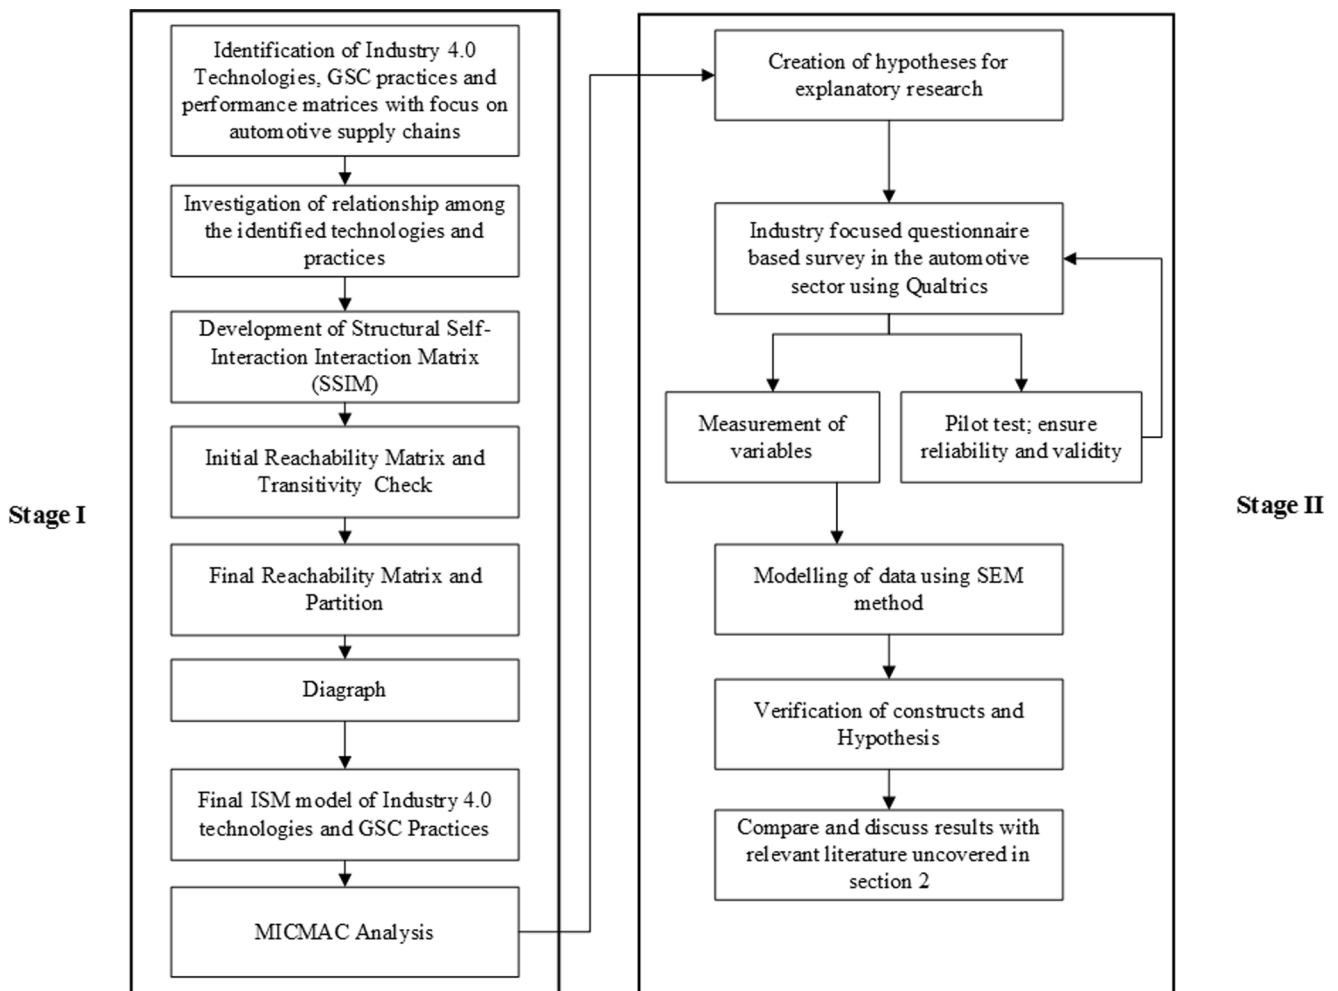 Identification of Industry 4.0
Technologies, GSC practices and
performance matrices with focus on
automotive supply chains
Investigation of relationship among
the identified technologies and
practices
Development of Structural Self-
Interaction Interaction Matrix
(SSIM)
Initial Reachability Matrix and
Transitivity Check
Final Reachability Matrix and
Partition
Diagraph
Final ISM model of Industry 4.0
technologies and GSC Practices
MICMAC Analysis
Stage I
Creation of hypotheses for
explanatory research
Industry focused questionnaire
based survey in the automotive
sector using Qualtrics
Measurement of
variables
Pilot test; ensure
reliability and validity
Modelling of data using SEM
method
Verification of constructs and
Hypothesis
Compare and discuss results with
relevant literature uncovered in
section 2
Stage II